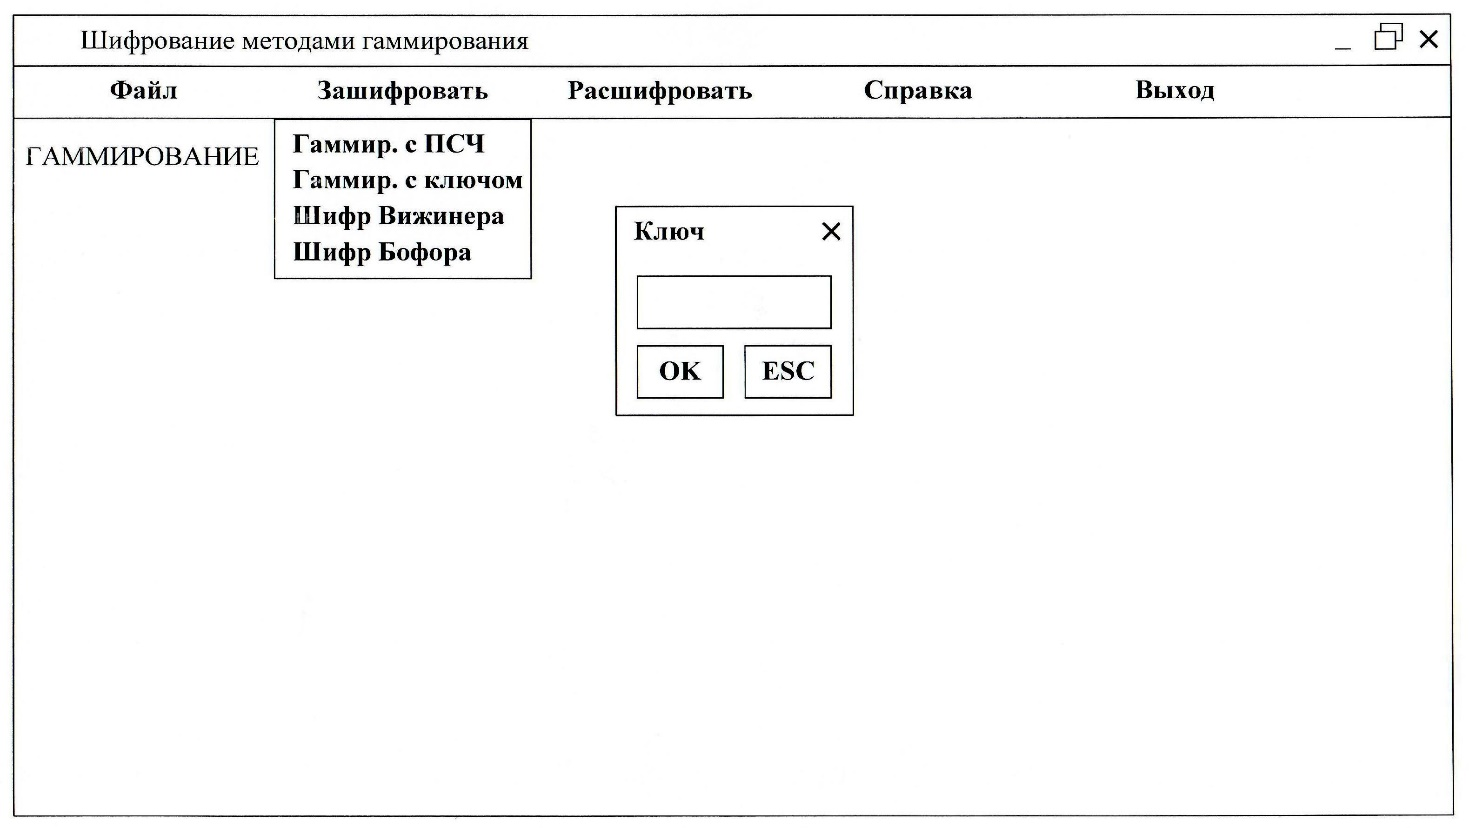 Шифрование методами гаммирования
Файл Зашифровать Расшифровать Справка Выход
ГАММИРОВАНИЕ
Гаммир. с ПСЧ
Гаммир. с ключом
Шифр Вижинера
Шифр Бофора
Ключ
OK ESC